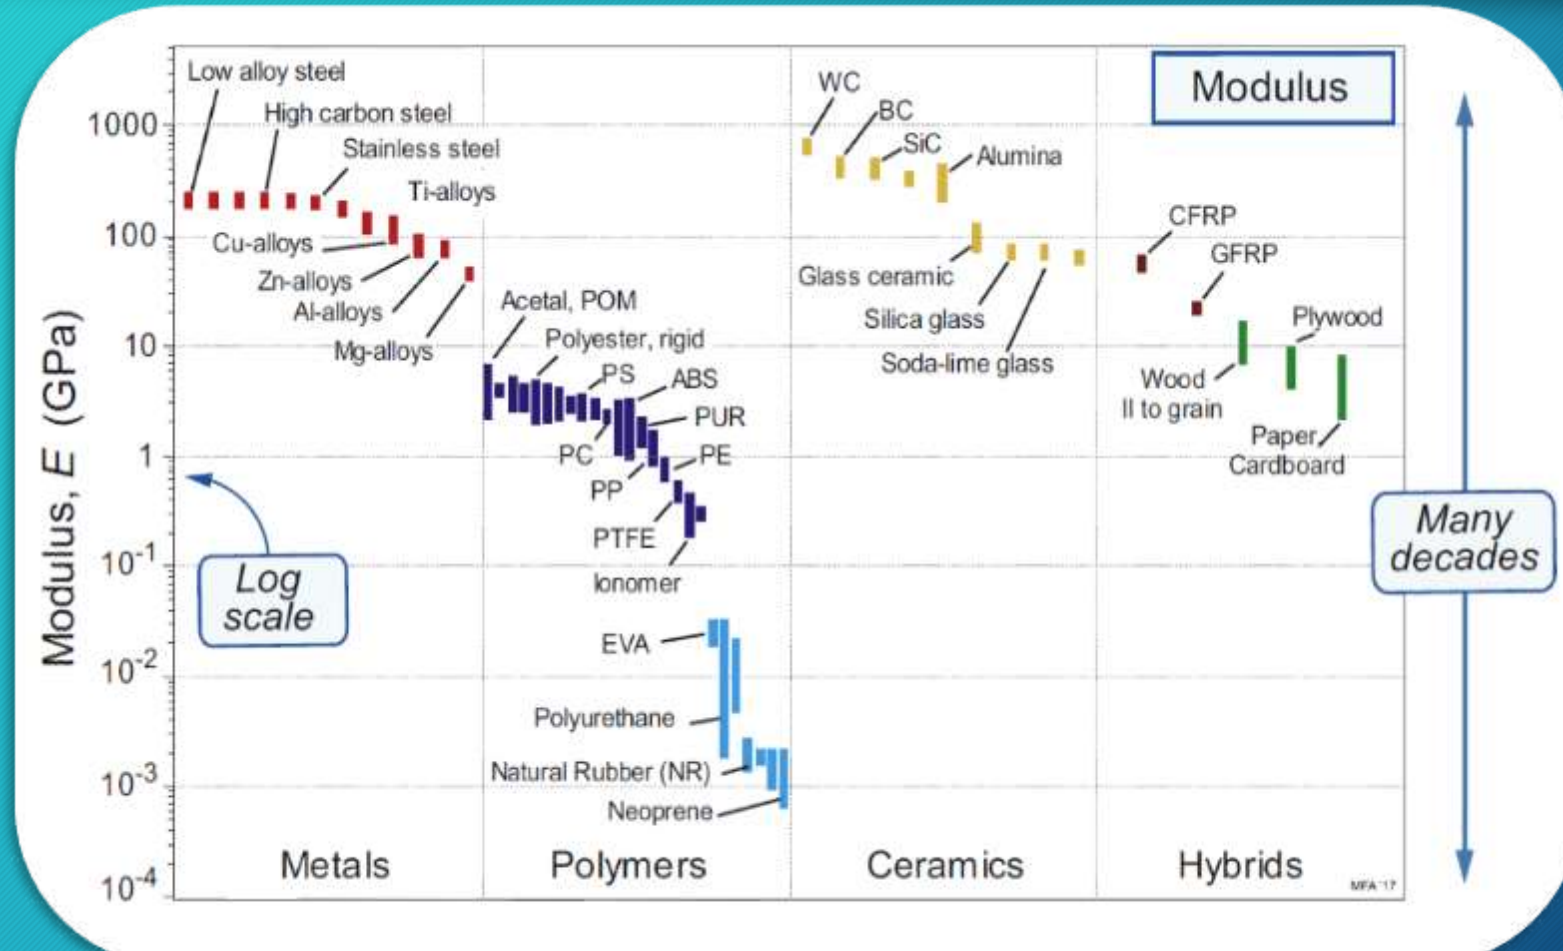 Modulus
Low alloy steel
High carbon steel
Stainless steel
Ti-alloys
Cu-alloys
Zn-alloys
Al-alloys
Mg-alloys
Acetal, POM
Polyester, rigid
PS
ABS
PUR
PC
PE
PP
PTFE
Ionomer
EVA
Polyurethane
Natural Rubber (NR)
Neoprene
WC
BC
SiC
Alumina
Glass ceramic
Silica glass
Soda-lime glass
CFRP
GFRP
Plywood
Wood
II to grain
Paper
Cardboard
Modulus, E (GPa)
1000
100
10
1
10⁻¹
10⁻²
10⁻³
10⁻⁴
Log
scale
Many
decades
Metals
Polymers
Ceramics
Hybrids
MFA '17